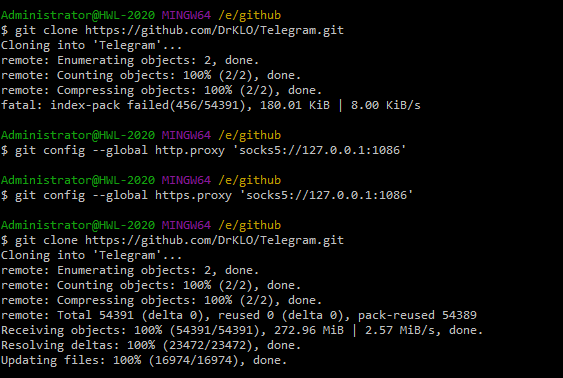 Administrator@HWL-2020 MINGW64 /e/github
$ git clone https://github.com/DrKLO/Telegram.git
Cloning into 'Telegram'...
remote: Enumerating objects: 2, done.
remote: Counting objects: 100% (2/2), done.
remote: Compressing objects: 100% (2/2), done.
fatal: index-pack failed(456/54391), 180.01 KiB | 8.00 KiB/s
Administrator@HWL-2020 MINGW64 /e/github
$ git config --global http.proxy 'socks5://127.0.0.1:1086'
Administrator@HWL-2020 MINGW64 /e/github
$ git config --global https.proxy 'socks5://127.0.0.1:1086'
Administrator@HWL-2020 MINGW64 /e/github
$ git clone https://github.com/DrKLO/Telegram.git
Cloning into 'Telegram'...
remote: Enumerating objects: 2, done.
remote: Counting objects: 100% (2/2), done.
remote: Compressing objects: 100% (2/2), done.
remote: Total 54391 (delta 0), reused 0 (delta 0), pack-reused 54389
Receiving objects: 100% (54391/54391), 272.96 MiB | 2.57 MiB/s, done.
Resolving deltas: 100% (23472/23472), done.
Updating files: 100% (16974/16974), done.